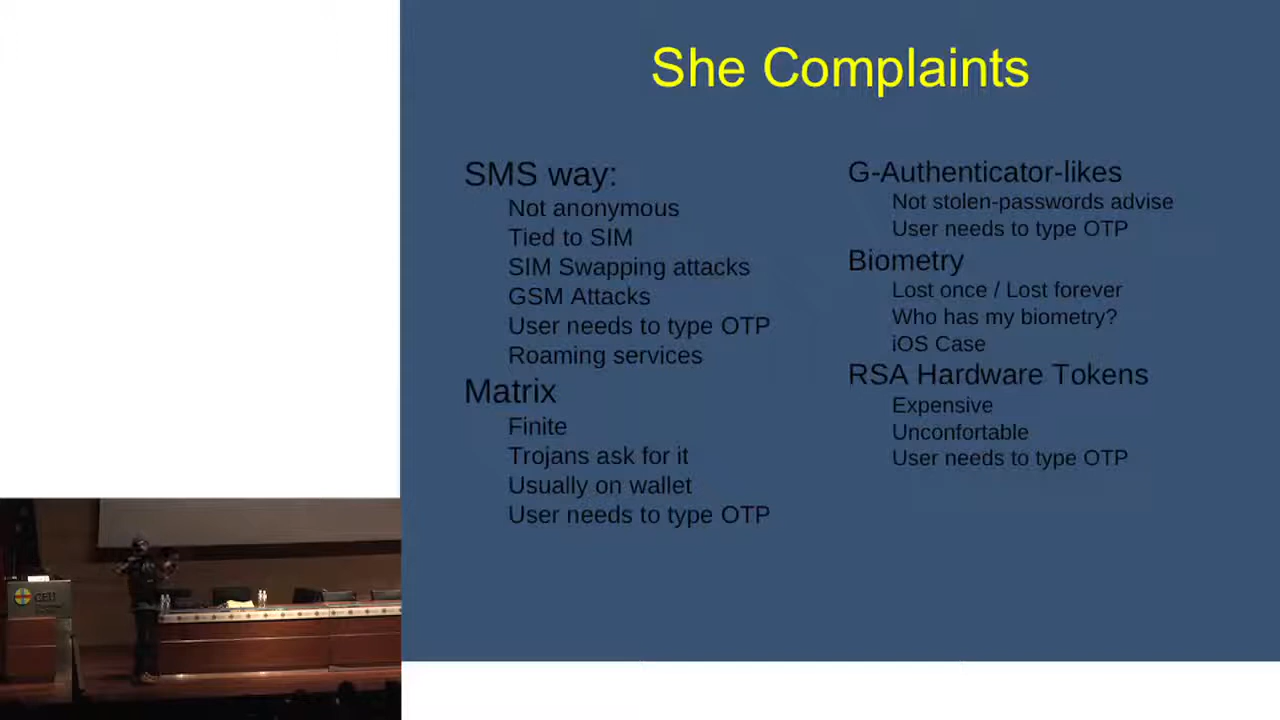 She Complaints
SMS way:
Not anonymous
Tied to SIM
SIM Swapping attacks
GSM Attacks
User needs to type OTP
Roaming services
Matrix
Finite
Trojans ask for it
Usually on wallet
User needs to type OTP
G-Authenticator-likes
Not stolen-passwords advise
User needs to type OTP
Biometry
Lost once / Lost forever
Who has my biometry?
iOS Case
RSA Hardware Tokens
Expensive
Unconfortable
User needs to type OTP
CEU